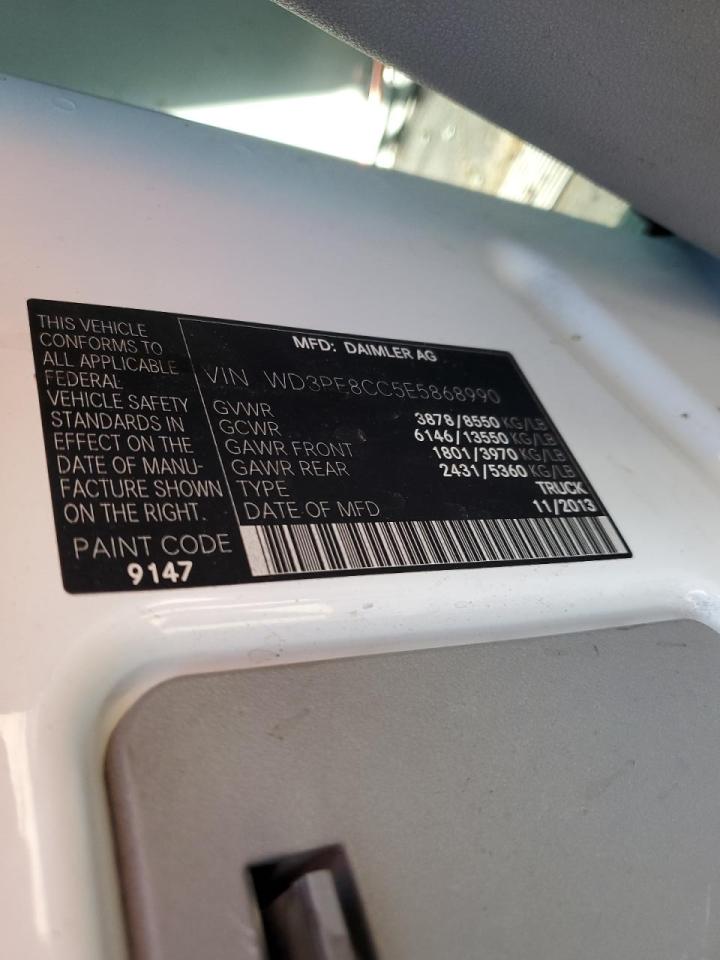 THIS VEHICLE
CONFORMS TO
ALL APPLICABLE
FEDERAL
VEHICLE SAFETY
STANDARDS IN
EFFECT ON THE
DATE OF MANU-
FACTURE SHOWN
ON THE RIGHT.
PAINT CODE
9147
MFD: DAIMLER AG
VIN WD3PE8CC5E5868990
GVWR 3878/8550 KG/LB
GCWR 6146/13550 KG/LB
GAWR FRONT 1801/3970 KG/LB
GAWR REAR 2431/5360 KG/LB
TYPE TRUCK
DATE OF MFD 11/2013